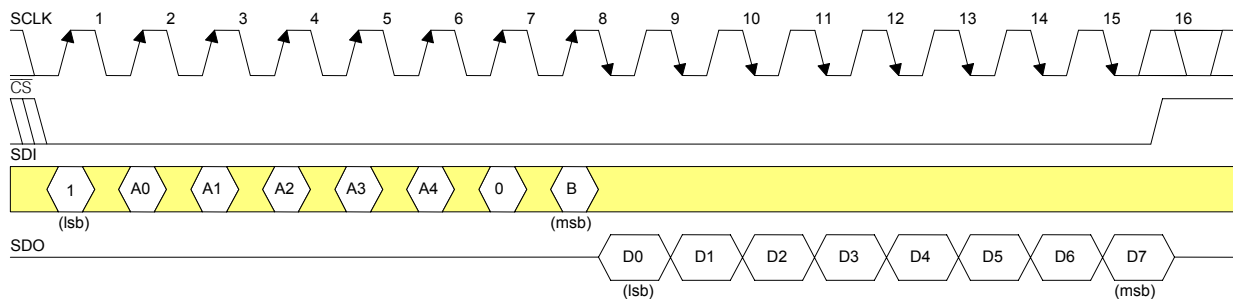 SCLK 1 2 3 4 5 6 7 8 9 10 11 12 13 14 15 16
CS
SDI
1 A0 A1 A2 A3 A4 0 B
(lsb) (msb)
SDO
D0 D1 D2 D3 D4 D5 D6 D7
(lsb) (msb)